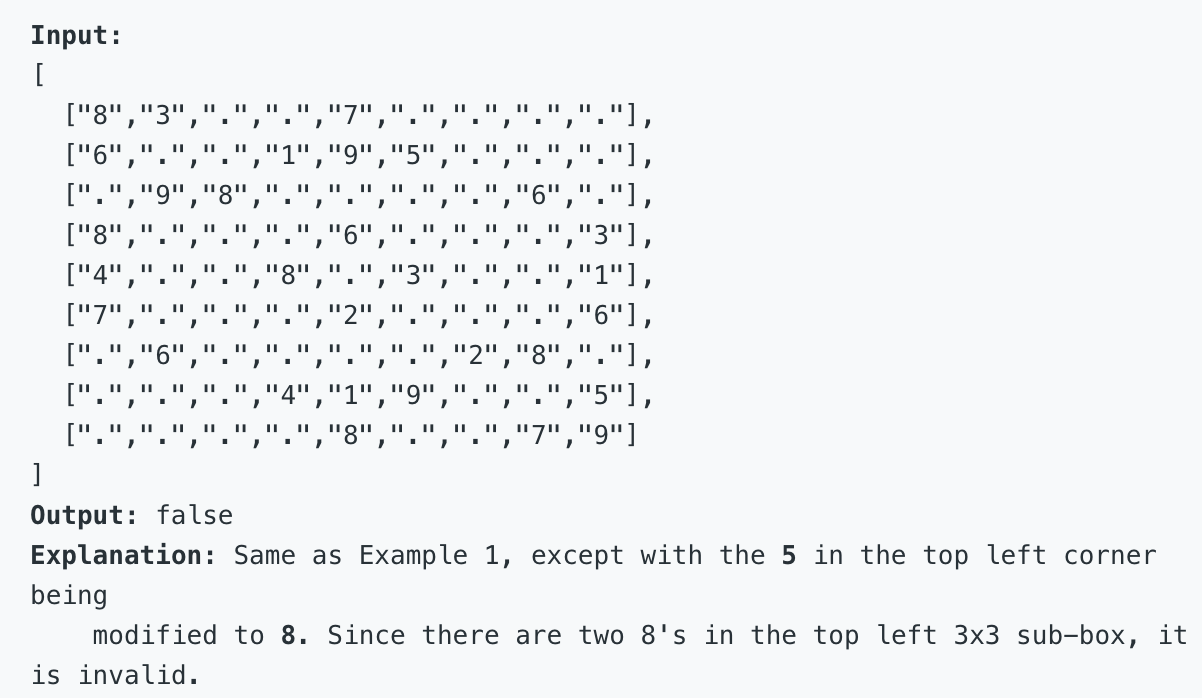 Input:
[
["8","3",".",".","7",".",".",".","."],
["6",".",".","1","9","5",".",".","."],
[".","9","8",".",".",".",".","6","."],
["8",".",".",".","6",".",".",".","3"],
["4",".",".","8",".","3",".",".","1"],
["7",".",".",".","2",".",".",".","6"],
[".","6",".",".",".",".","2","8","."],
[".",".",".","4","1","9",".",".","5"],
[".",".",".",".","8",".",".","7","9"]
]
Output: false
Explanation: Same as Example 1, except with the 5 in the top left corner
being
modified to 8. Since there are two 8's in the top left 3x3 sub-box, it
is invalid.